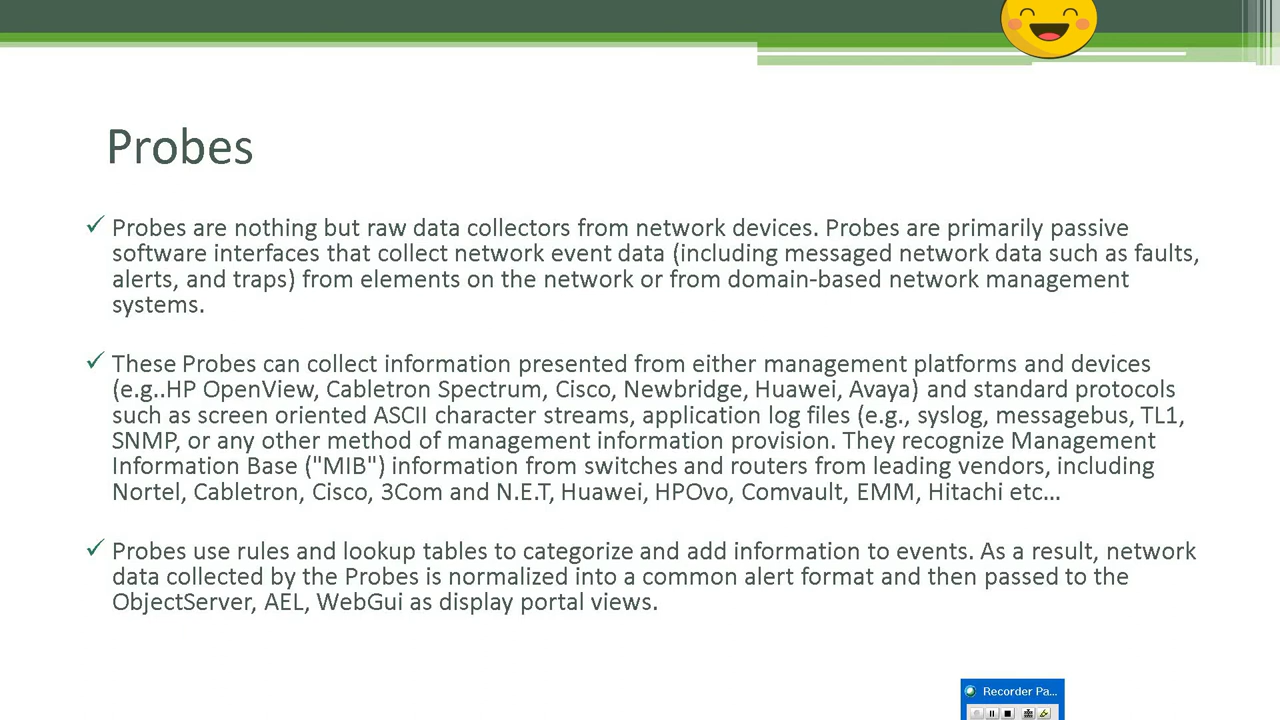 Probes
Probes are nothing but raw data collectors from network devices. Probes are primarily passive
software interfaces that collect network event data (including messaged network data such as faults,
alerts, and traps) from elements on the network or from domain-based network management
systems.
These Probes can collect information presented from either management platforms and devices
(e.g..HP OpenView, Cabletron Spectrum, Cisco, Newbridge, Huawei, Avaya) and standard protocols
such as screen oriented ASCII character streams, application log files (e.g., syslog, messagebus, TL1,
SNMP, or any other method of management information provision. They recognize Management
Information Base ("MIB") information from switches and routers from leading vendors, including
Nortel, Cabletron, Cisco, 3Com and N.E.T, Huawei, HPOvo, Comvault, EMM, Hitachi etc...
Probes use rules and lookup tables to categorize and add information to events. As a result, network
data collected by the Probes is normalized into a common alert format and then passed to the
ObjectServer, AEL, WebGui as display portal views.
Recorder Pa...